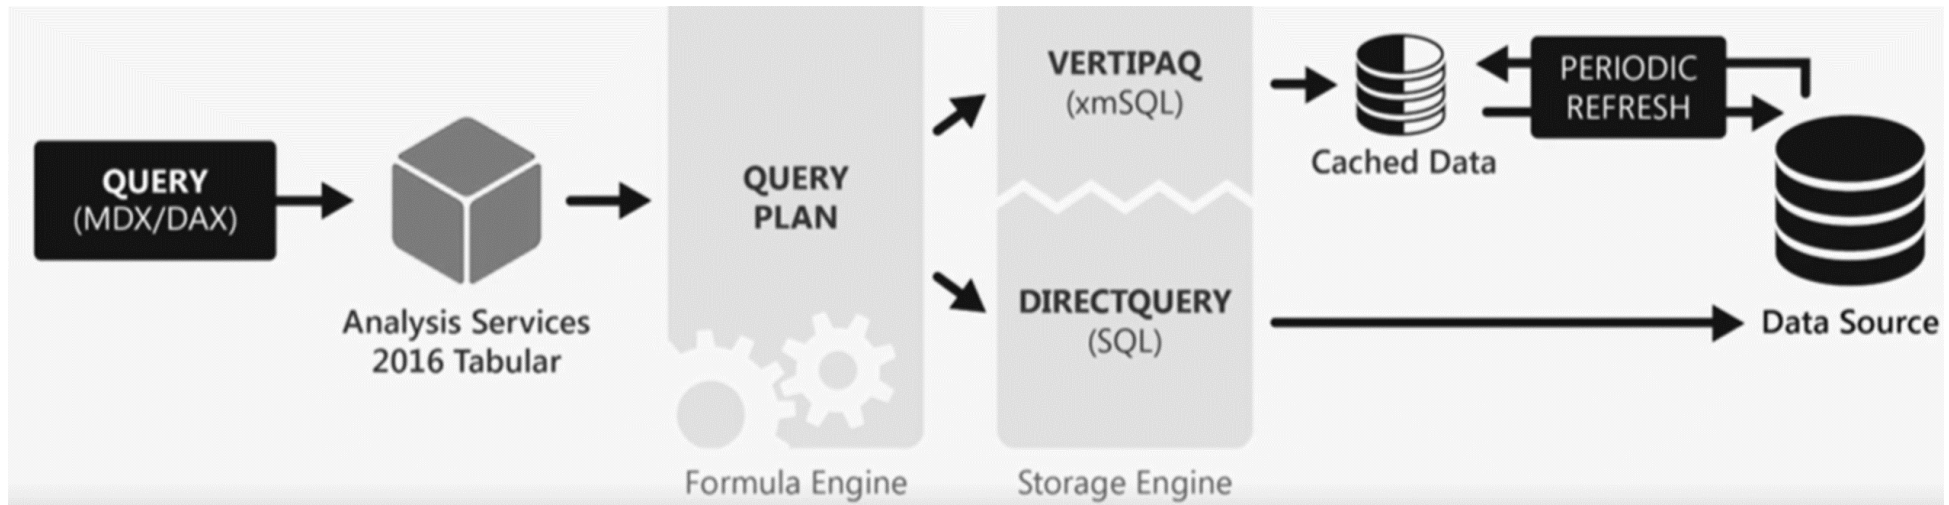 QUERY
(MDX/DAX)
Analysis Services
2016 Tabular
QUERY
PLAN
Formula Engine
VERTIPAQ
(xmSQL)
DIRECTQUERY
(SQL)
Storage Engine
Cached Data
PERIODIC
REFRESH
Data Source